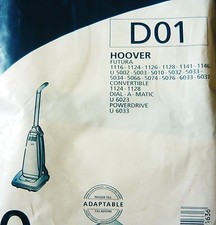 D01
HOOVER
FUTURA
1116 - 1124 - 1126 - 1128 - 1141 - 1146
U 5002 - 5003 - 5010 - 5032 - 5033 -
5034 - 5066 - 5074 - 5076 - 6033 - 6037
CONVERTIBLE
1124 - 1128
DIAL - A - MATIC
U 6023
POWERDRIVE
U 6033
ADAPTABLE